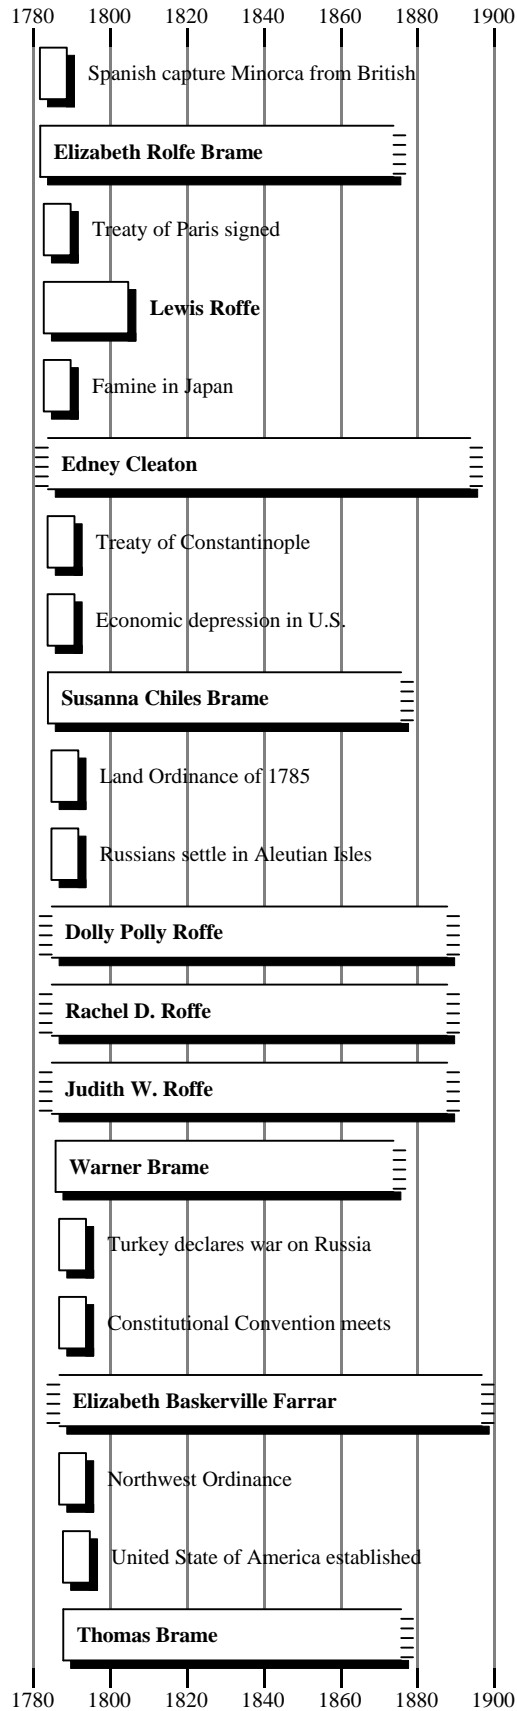 1780 1800 1820 1840 1860 1880 1900
Spanish capture Minorca from British
Elizabeth Rolfe Brame
Treaty of Paris signed
Lewis Roffe
Famine in Japan
Edney Cleaton
Treaty of Constantinople
Economic depression in U.S.
Susanna Chiles Brame
Land Ordinance of 1785
Russians settle in Aleutian Isles
Dolly Polly Roffe
Rachel D. Roffe
Judith W. Roffe
Warner Brame
Turkey declares war on Russia
Constitutional Convention meets
Elizabeth Baskerville Farrar
Northwest Ordinance
United State of America established
Thomas Brame
1780 1800 1820 1840 1860 1880 1900